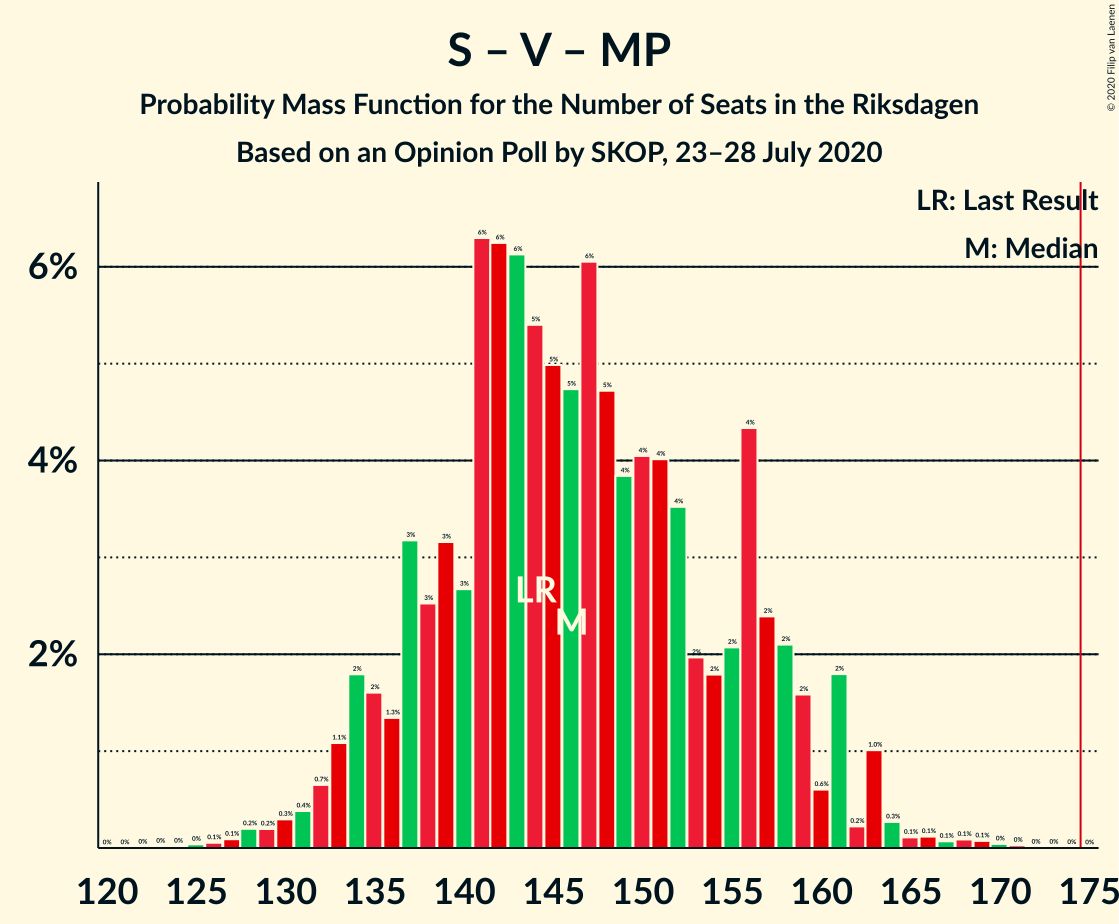 S – V – MP
Probability Mass Function for the Number of Seats in the Riksdagen
Based on an Opinion Poll by SKOP, 23–28 July 2020
© 2020 Filip van Laenen
LR: Last Result
M: Median
6%
4%
2%
0% 0% 0% 0% 0% 0% 0.1% 0.1% 0.2% 0.2% 0.3% 0.4% 0.7% 1.1% 2% 2% 1.3% 3% 3% 3% 3% 6% 6% 6% 5% 5% 5% 6% 5% 4% 4% 4% 4% 2% 2% 2% 4% 2% 2% 2% 0.6% 2% 0.2% 1.0% 0.3% 0.1% 0.1% 0.1% 0.1% 0.1% 0% 0% 0% 0% 0% 0%
LR
M
120 125 130 135 140 145 150 155 160 165 170 175